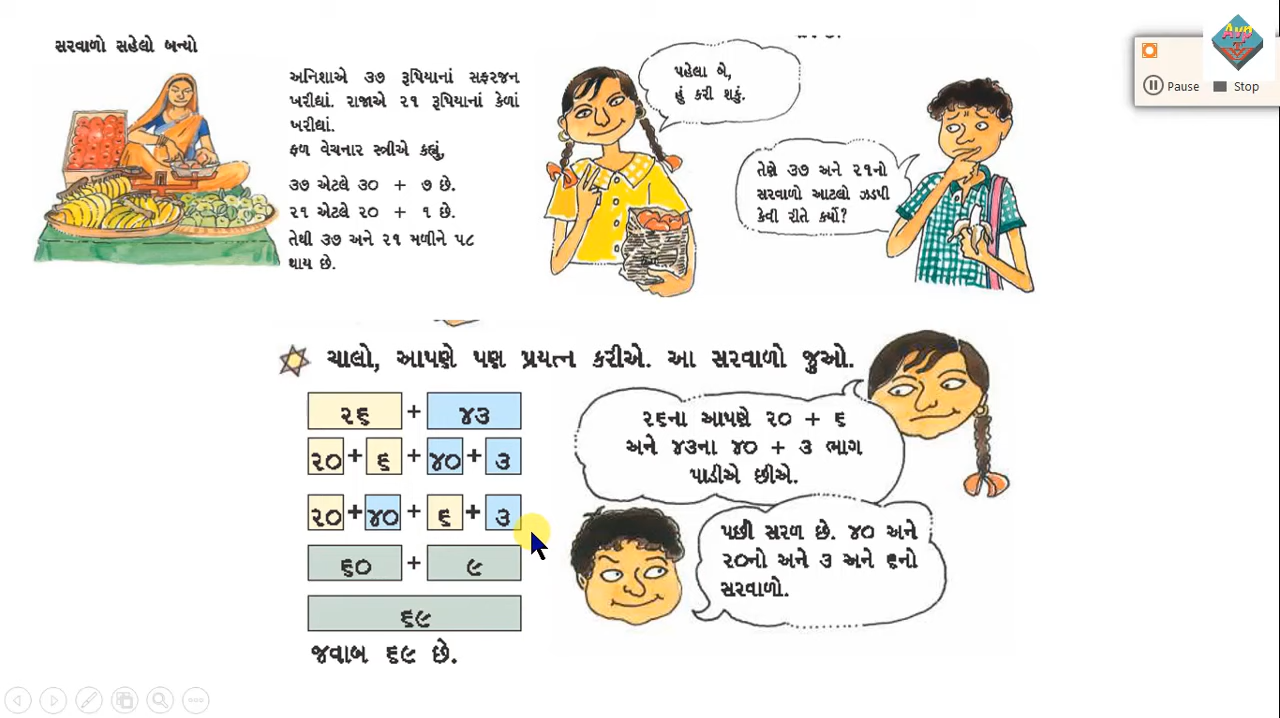 સરવાળો સહેલો બન્યો
અનિશાએ ૩૭ રૂપિયાનાં સફરજન
ખરીદ્યાં. રાજાએ ૨૧ રૂપિયાનાં કેળાં
ખરીદ્યાં.
ફળ વેચનાર સ્ત્રીએ કહ્યું,
૩૭ એટલે ૩૦ + ૭ છે.
૨૧ એટલે ૨૦ + ૧ છે.
તેથી ૩૭ અને ૨૧ મળીને ૫૮
થાય છે.
પહેલા બે,
હું કરી શકું.
તેણે ૩૭ અને ૨૧નો
સરવાળો આટલો ઝડપી
કેવી રીતે કર્યો?
Avp
Pause Stop
ચાલો, આપણે પણ પ્રયત્ન કરીએ. આ સરવાળો જુઓ.
૨૬ + ૪૩
૨૦ + ૬ + ૪૦ + ૩
૨૦ + ૪૦ + ૬ + ૩
૬૦ + ૯
૬૯
જવાબ ૬૯ છે.
૨૬ના આપણે ૨૦ + ૬
અને ૪૩ના ૪૦ + ૩ ભાગ
પાડીએ છીએ.
પછી સરળ છે. ૪૦ અને
૨૦નો અને ૩ અને ૬નો
સરવાળો.